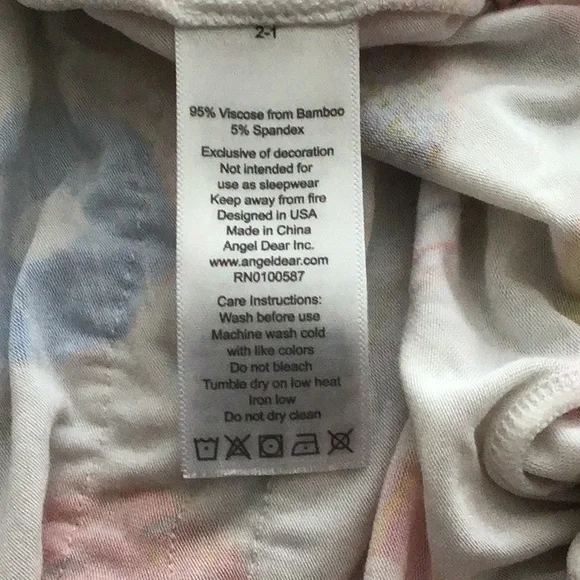 2-1
95% Viscose from Bamboo
5% Spandex
Exclusive of decoration
Not intended for
use as sleepwear
Keep away from fire
Designed in USA
Made in China
Angel Dear Inc.
www.angeldear.com
RN0100587
Care Instructions:
Wash before use
Machine wash cold
with like colors
Do not bleach
Tumble dry on low heat
Iron low
Do not dry clean